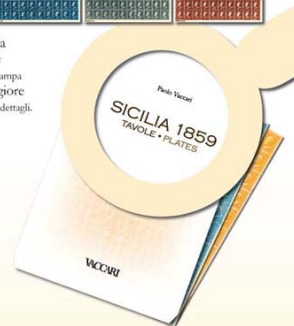 a
ampa
giore
dettagli.
Paolo Vaccari
SICILIA 1859
TAVOLE • PLATES
VACCARI